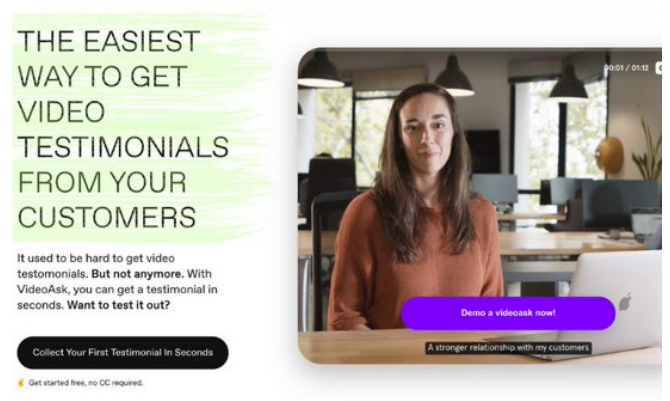 THE EASIEST
WAY TO GET
VIDEO
TESTIMONIALS
FROM YOUR
CUSTOMERS
It used to be hard to get video
testomonials. But not anymore. With
VideoAsk, you can get a testimonial in
seconds. Want to test it out?
Collect Your First Testimonial In Seconds
✌️ Get started free, no CC required.
00:01 / 01:12
Demo a videoask now!
A stronger relationship with my customers